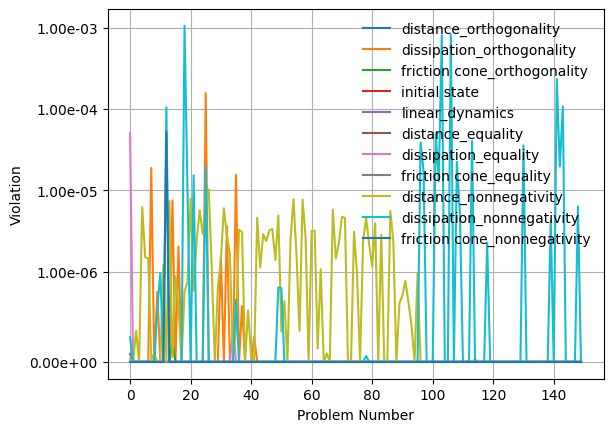 1.00e−03
1.00e−04
1.00e−05
1.00e−06
0.00e+00
Violation
distance_orthogonality
dissipation_orthogonality
friction cone_orthogonality
initial state
linear_dynamics
distance_equality
dissipation_equality
friction cone_equality
distance_nonnegativity
dissipation_nonnegativity
friction cone_nonnegativity
0 20 40 60 80 100 120 140
Problem Number